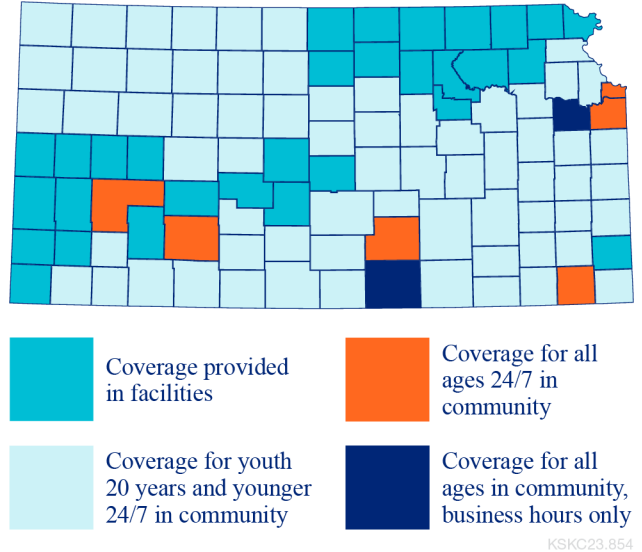 Coverage provided
in facilities
Coverage for all
ages 24/7 in
community
Coverage for youth
20 years and younger
24/7 in community
Coverage for all
ages in community,
business hours only
KSKC23.854